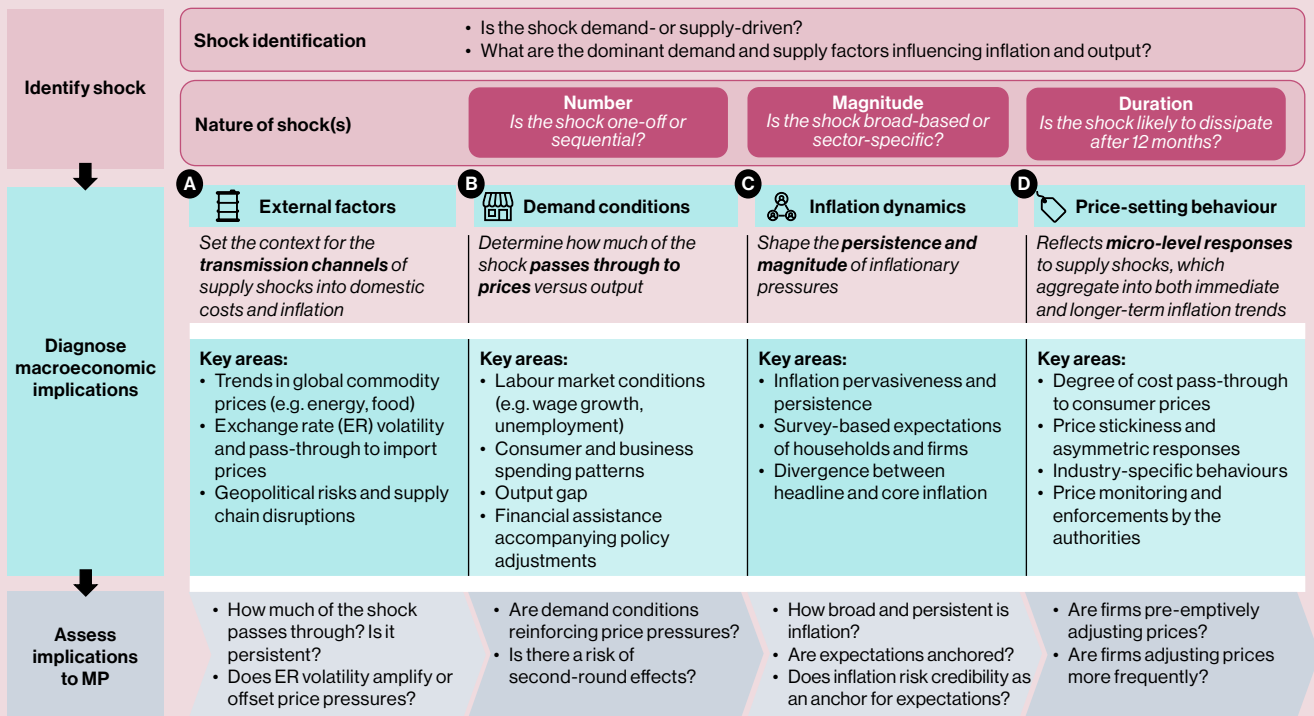 Identify shock
Shock identification
• Is the shock demand- or supply-driven?
• What are the dominant demand and supply factors influencing inflation and output?
Nature of shock(s)
Number
Is the shock one-off or
sequential?
Magnitude
Is the shock broad-based or
sector-specific?
Duration
Is the shock likely to dissipate
after 12 months?
Diagnose
macroeconomic
implications
A
External factors
Set the context for the
transmission channels of
supply shocks into domestic
costs and inflation
Key areas:
• Trends in global commodity
prices (e.g. energy, food)
• Exchange rate (ER) volatility
and pass-through to import
prices
• Geopolitical risks and supply
chain disruptions
B
Demand conditions
Determine how much of the
shock passes through to
prices versus output
Key areas:
• Labour market conditions
(e.g. wage growth,
unemployment)
• Consumer and business
spending patterns
• Output gap
• Financial assistance
accompanying policy
adjustments
C
Inflation dynamics
Shape the persistence and
magnitude of inflationary
pressures
Key areas:
• Inflation pervasiveness and
persistence
• Survey-based expectations
of households and firms
• Divergence between
headline and core inflation
D
Price-setting behaviour
Reflects micro-level responses
to supply shocks, which
aggregate into both immediate
and longer-term inflation trends
Key areas:
• Degree of cost pass-through
to consumer prices
• Price stickiness and
asymmetric responses
• Industry-specific behaviours
• Price monitoring and
enforcements by the
authorities
Assess
implications
to MP
• How much of the shock
passes through? Is it
persistent?
• Does ER volatility amplify or
offset price pressures?
• Are demand conditions
reinforcing price pressures?
• Is there a risk of
second-round effects?
• How broad and persistent is
inflation?
• Are expectations anchored?
• Does inflation risk credibility as
an anchor for expectations?
• Are firms pre-emptively
adjusting prices?
• Are firms adjusting prices
more frequently?